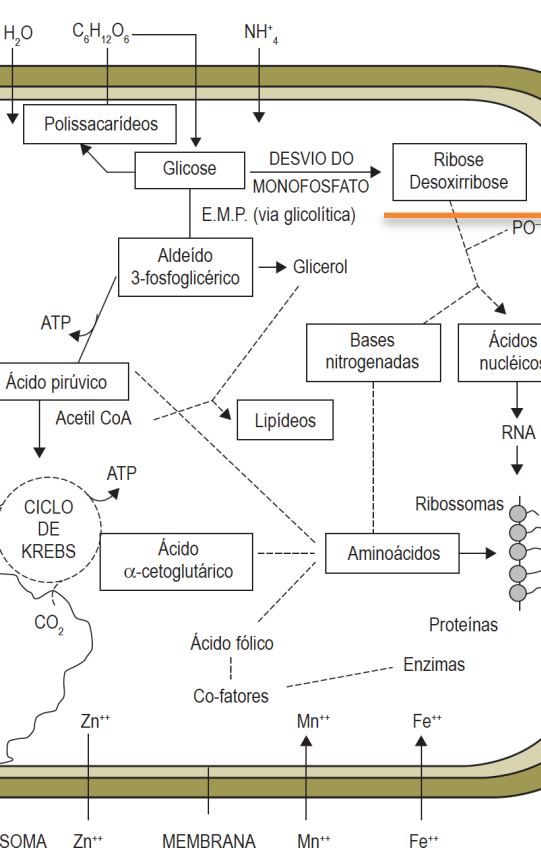 H2O
C6H12O6
NH+4
Polissacarídeos
Glicose
DESVIO DO
MONOFOSFATO
Ribose
Desoxirribose
E.M.P. (via glicolítica)
PO–
Aldeído
3-fosfoglicérico
Glicerol
ATP
Bases
nitrogenadas
Ácidos
nucléicos
Ácido pirúvico
Acetil CoA
Lipídeos
RNA
ATP
Ribossomas
CICLO
DE
KREBS
Ácido
α-cetoglutárico
Aminoácidos
CO2
Ácido fólico
Proteínas
Enzimas
Co-fatores
Zn++
Mn++
Fe++
SOMA
Zn++
MEMBRANA
Mn++
Fe++